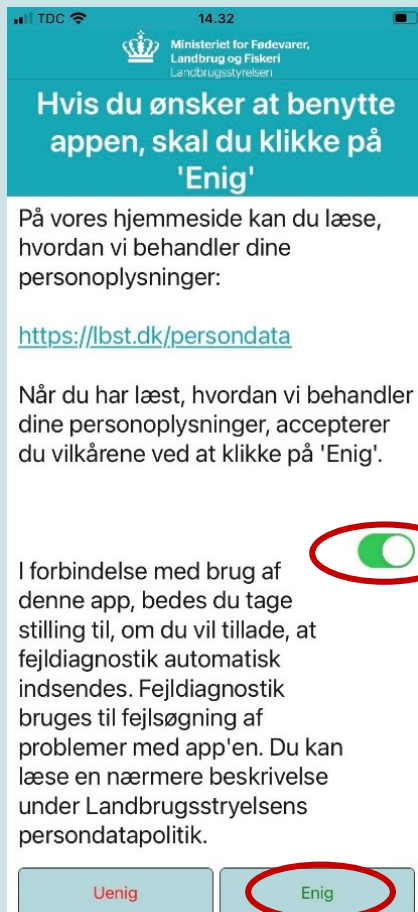 TDC 14.32
Ministeriet for Fødevarer,
Landbrug og Fiskeri
Landbrugsstyrelsen
Hvis du ønsker at benytte
appen, skal du klikke på
'Enig'
På vores hjemmeside kan du læse,
hvordan vi behandler dine
personoplysninger:
https://lbst.dk/persondata
Når du har læst, hvordan vi behandler
dine personoplysninger, accepterer
du vilkårene ved at klikke på 'Enig'.
I forbindelse med brug af
denne app, bedes du tage
stilling til, om du vil tillade, at
fejldiagnostik automatisk
indsendes. Fejldiagnostik
bruges til fejlsøgning af
problemer med app'en. Du kan
læse en nærmere beskrivelse
under Landbrugsstryelsens
persondatapolitik.
Uenig Enig